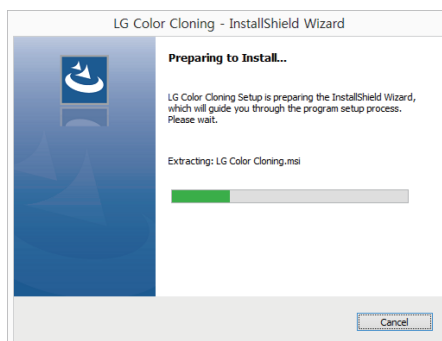 LG Color Cloning - InstallShield Wizard
Preparing to Install...
LG Color Cloning Setup is preparing the InstallShield Wizard,
which will guide you through the program setup process.
Please wait.
Extracting: LG Color Cloning.msi
Cancel